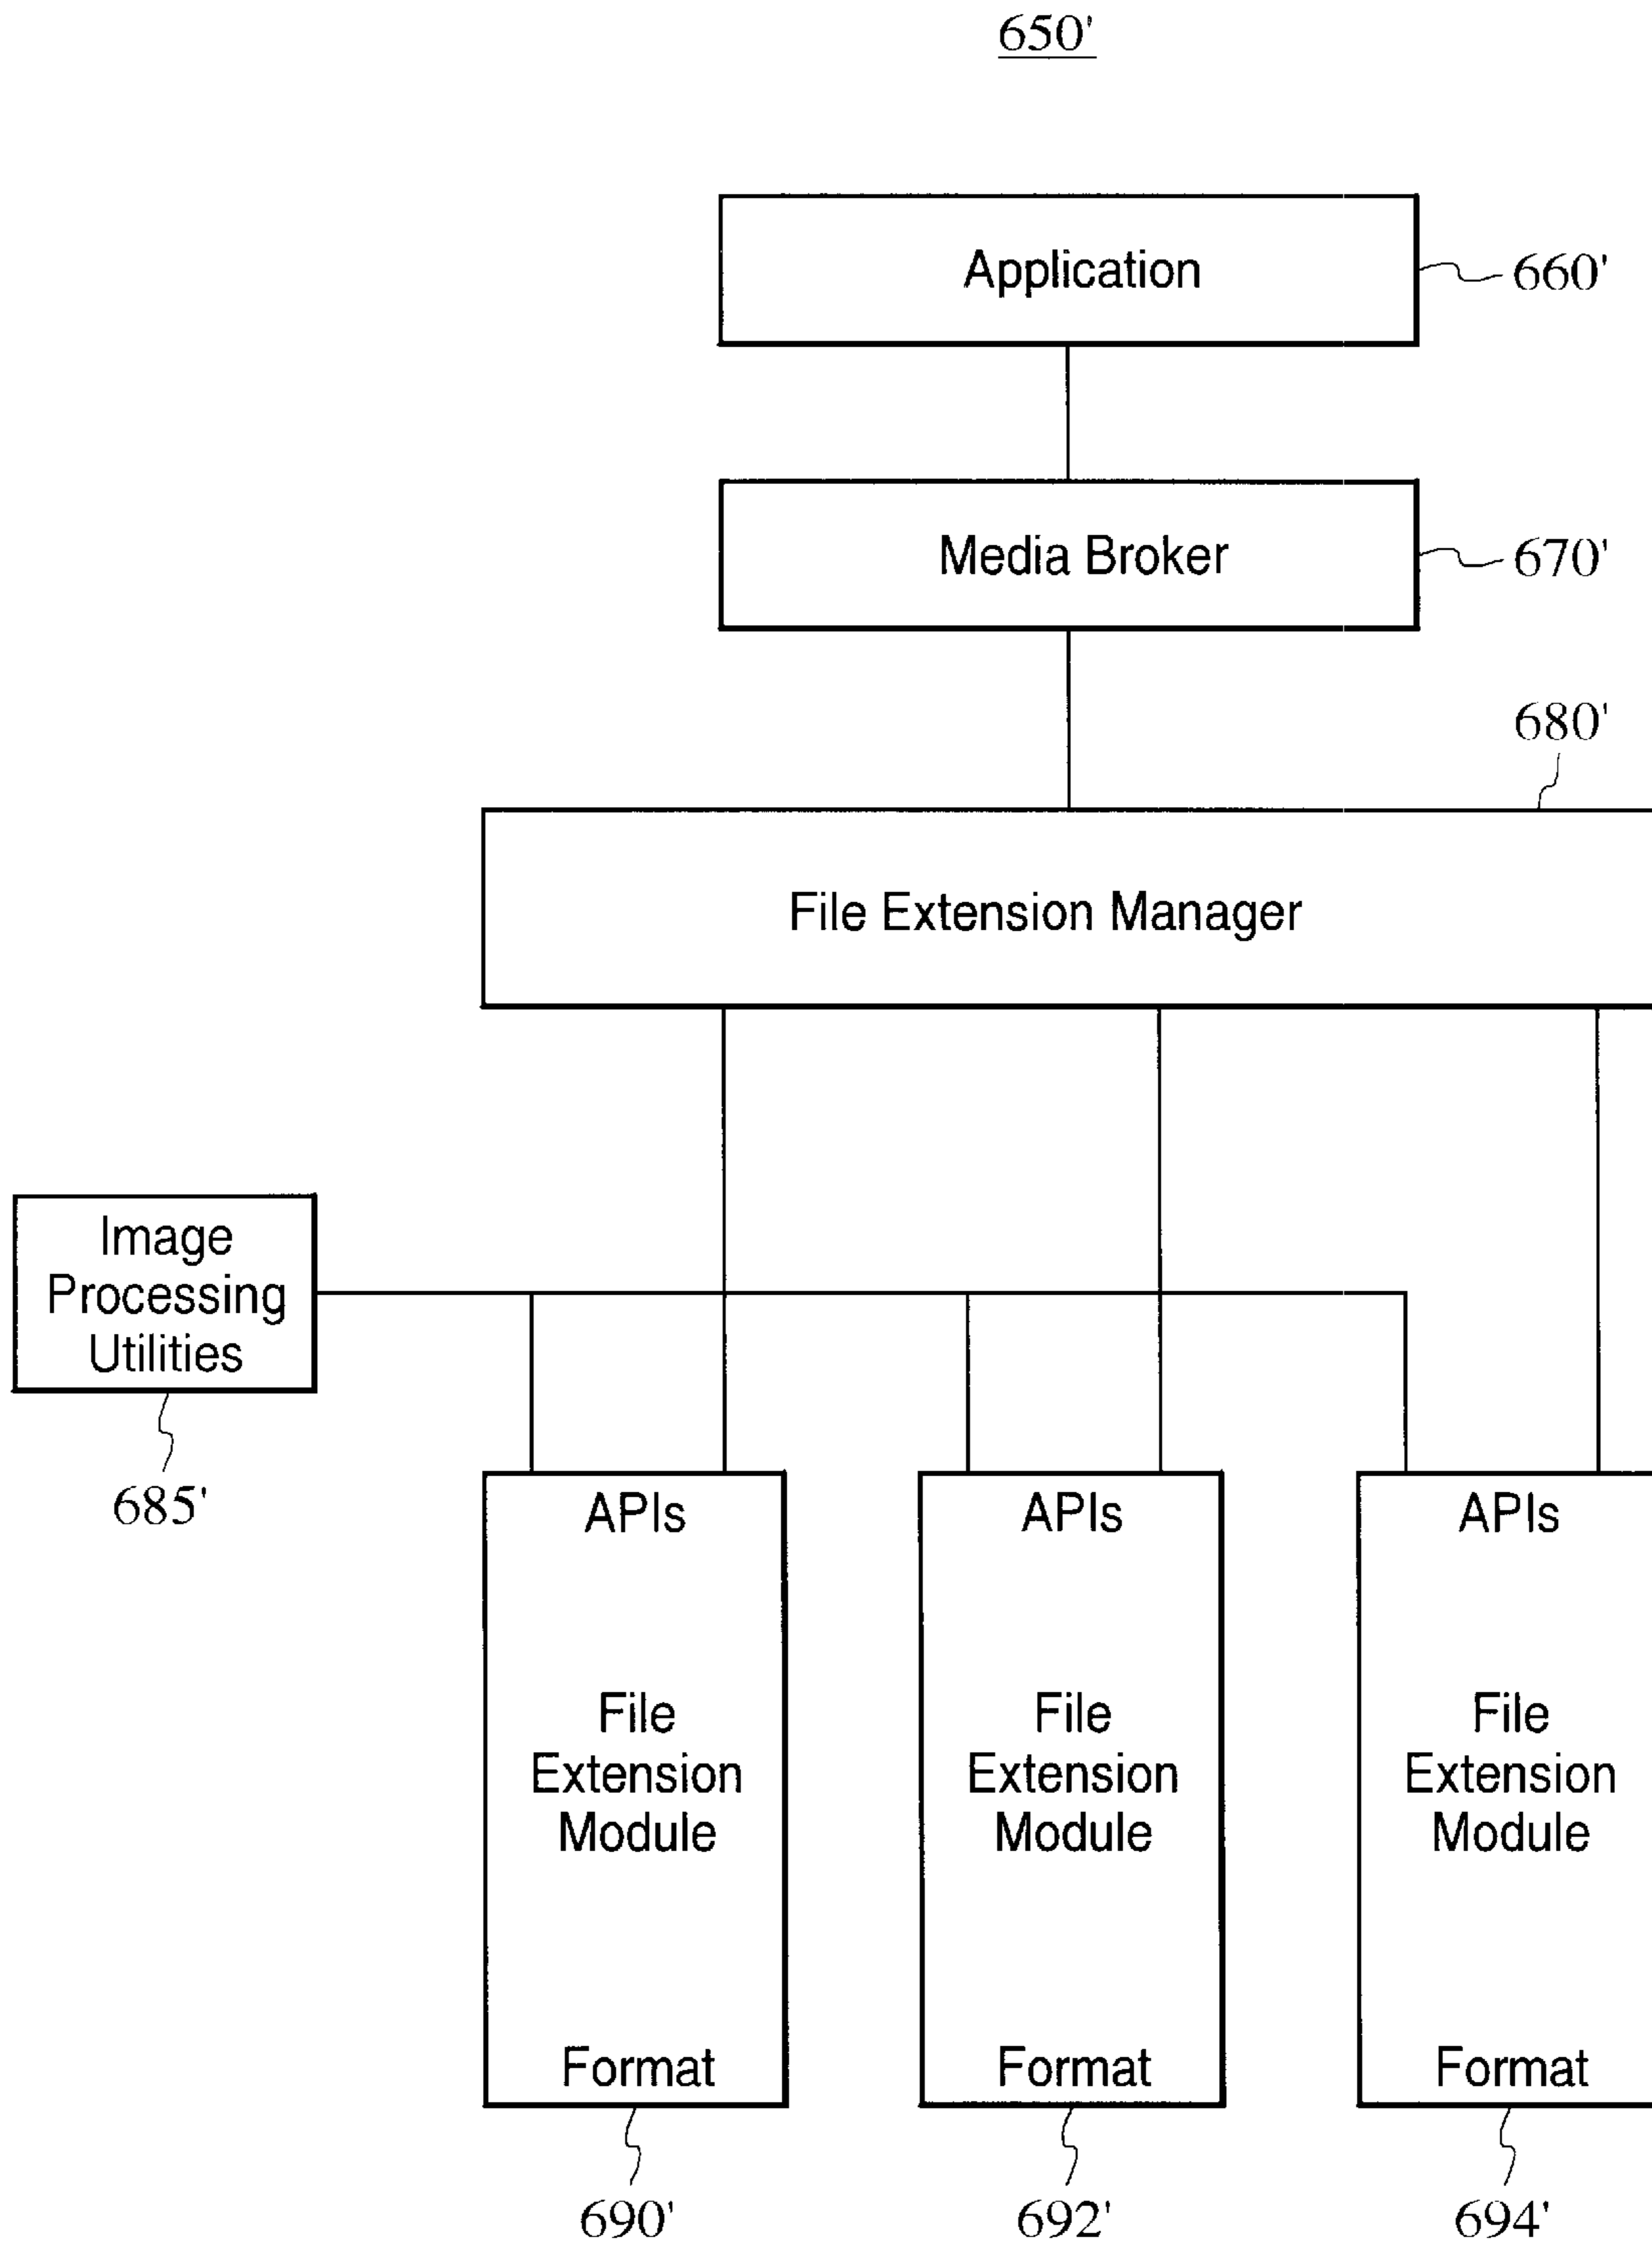 650'
Application
660'
Media Broker
670'
680'
File Extension Manager
Image
Processing
Utilities
685'
APIs
File
Extension
Module
Format
690'
APIs
File
Extension
Module
Format
692'
APIs
File
Extension
Module
Format
694'